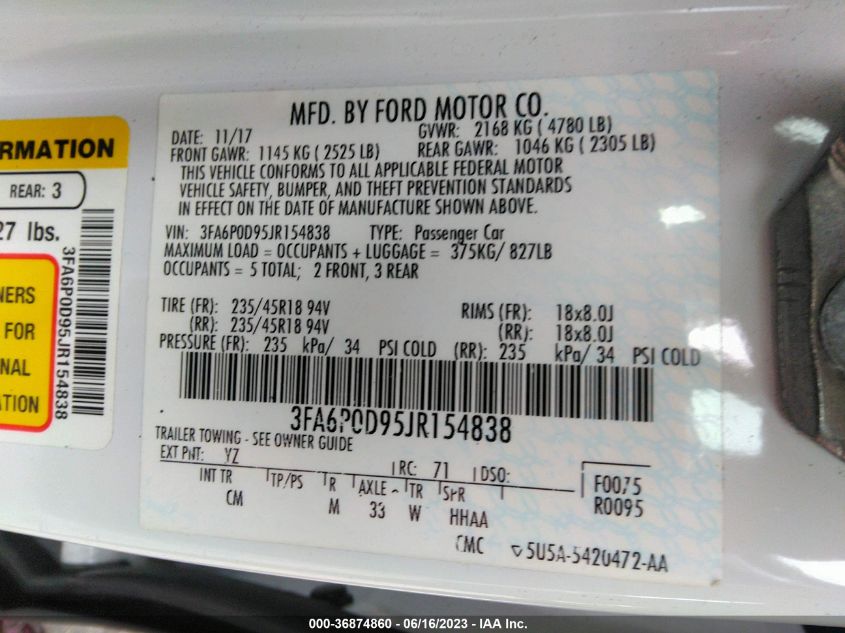 MFD. BY FORD MOTOR CO.
DATE: 11/17 GVWR: 2168 KG ( 4780 LB)
FRONT GAWR: 1145 KG ( 2525 LB) REAR GAWR: 1046 KG ( 2305 LB)
THIS VEHICLE CONFORMS TO ALL APPLICABLE FEDERAL MOTOR
VEHICLE SAFETY, BUMPER, AND THEFT PREVENTION STANDARDS
IN EFFECT ON THE DATE OF MANUFACTURE SHOWN ABOVE.
VIN: 3FA6P0D95JR154838 TYPE: Passenger Car
MAXIMUM LOAD = OCCUPANTS + LUGGAGE = 375KG/ 827LB
OCCUPANTS = 5 TOTAL; 2 FRONT, 3 REAR
TIRE (FR): 235/45R18 94V RIMS (FR): 18x8.0J
(RR): 235/45R18 94V (RR): 18x8.0J
PRESSURE (FR): 235 kPa/ 34 PSI COLD (RR): 235 kPa/ 34 PSI COLD
3FA6P0D95JR154838
TRAILER TOWING - SEE OWNER GUIDE
EXT PNT: YZ RC: 71 DSO:
INT TR TP/PS R AXLE TR SPR
CM M 33 W HHAA
F0075
R0095
CMC 5U5A-5420472-AA
RMATION
REAR: 3
27 lbs.
3FA6P0D95JR154838
NERS
FOR
NAL
ATION
000-36874860 - 06/16/2023 - IAA Inc.